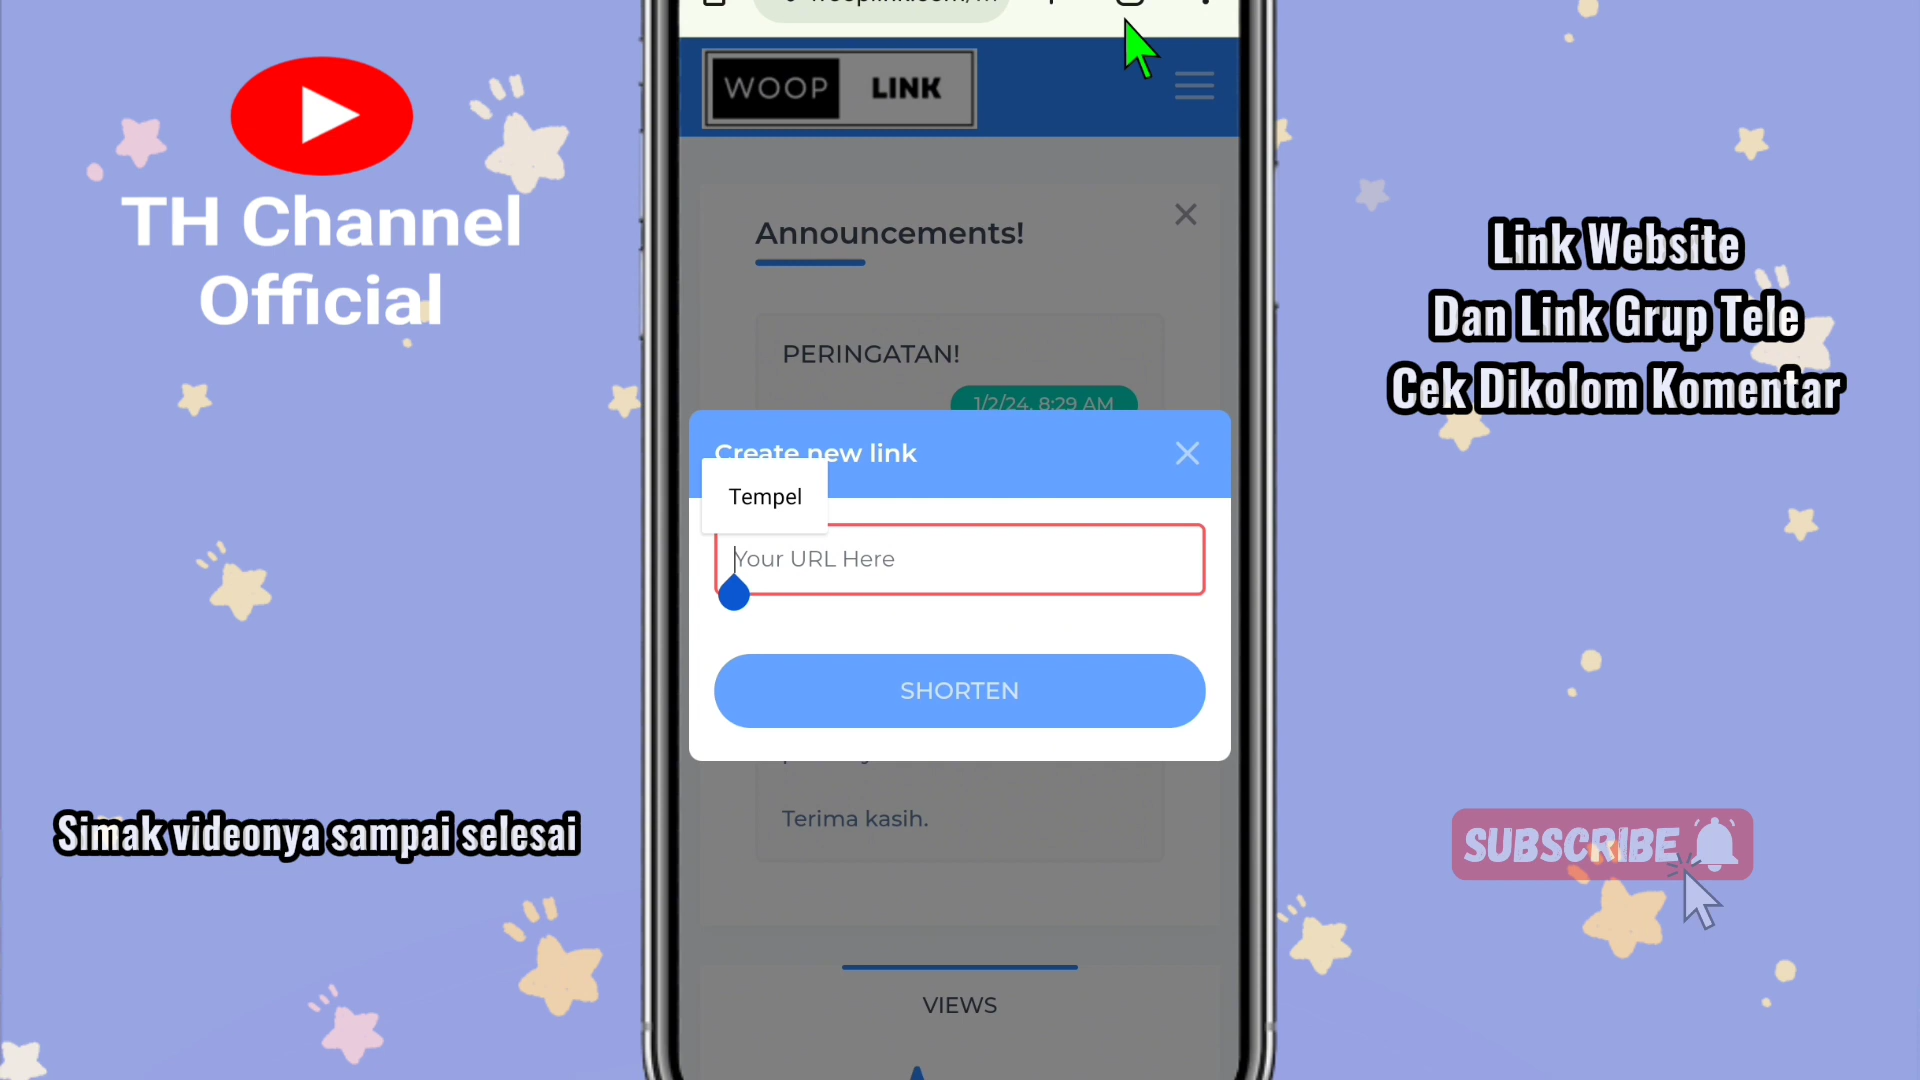 WOOP LINK
TH Channel
Official
Announcements!
PERINGATAN!
1/2/24, 8:29 AM
Link Website
Dan Link Grup Tele
Cek Dikolom Komentar
Create new link
Tempel
Your URL Here
SHORTEN
Terima kasih.
Simak videonya sampai selesai
SUBSCRIBE
VIEWS